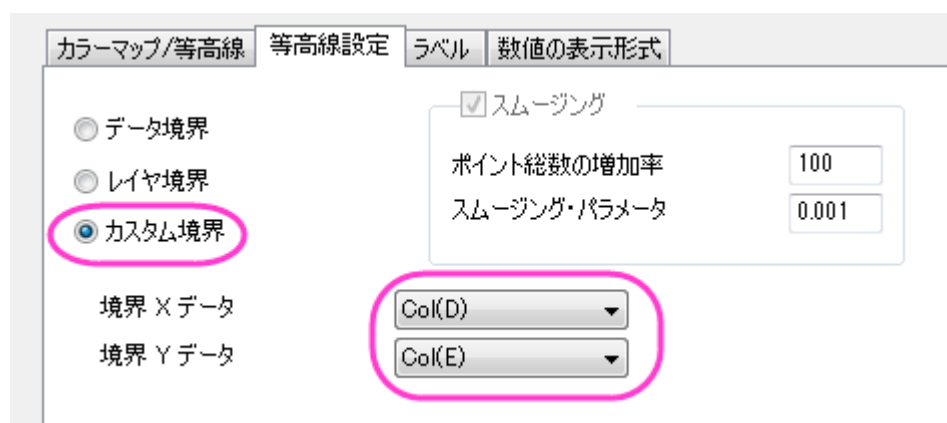 カラーマップ/等高線 等高線設定 ラベル 数値の表示形式
データ境界
レイヤ境界
カスタム境界
スムージング
ポイント総数の増加率 100
スムージング・パラメータ 0.001
境界 X データ Col(D)
境界 Y データ Col(E)